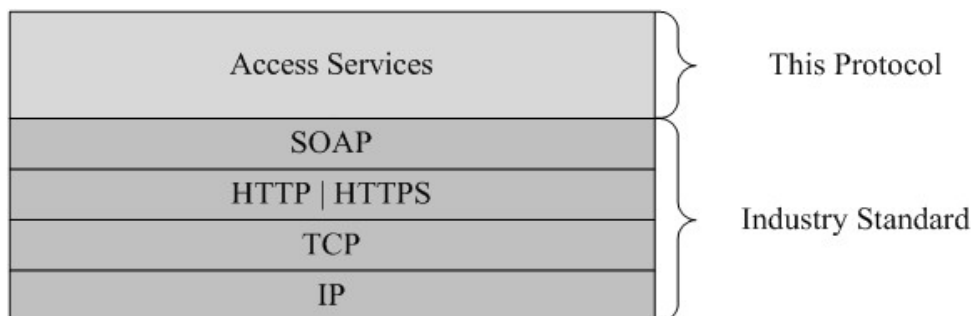 Access Services
This Protocol
SOAP
HTTP | HTTPS
TCP
Industry Standard
IP